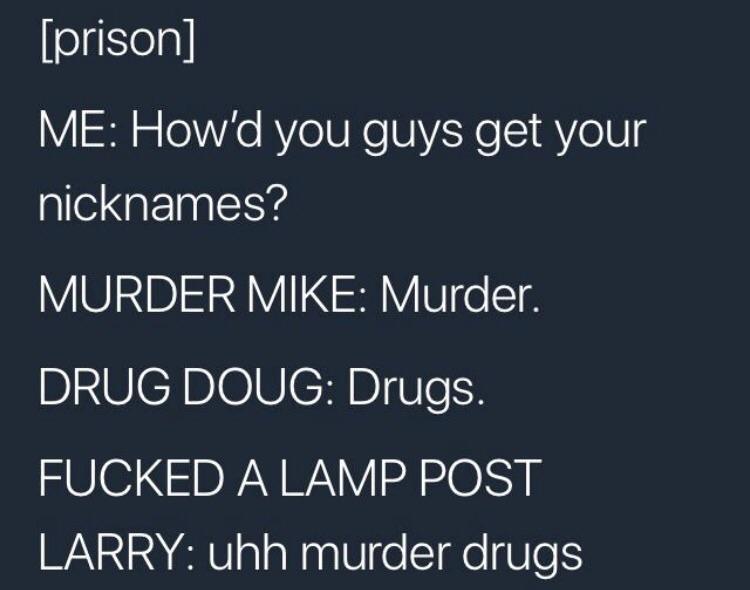 [prison]
ME: How'd you guys get your
nicknames?
MURDER MIKE: Murder.
DRUG DOUG: Drugs.
FUCKED A LAMP POST
LARRY: uhh murder drugs